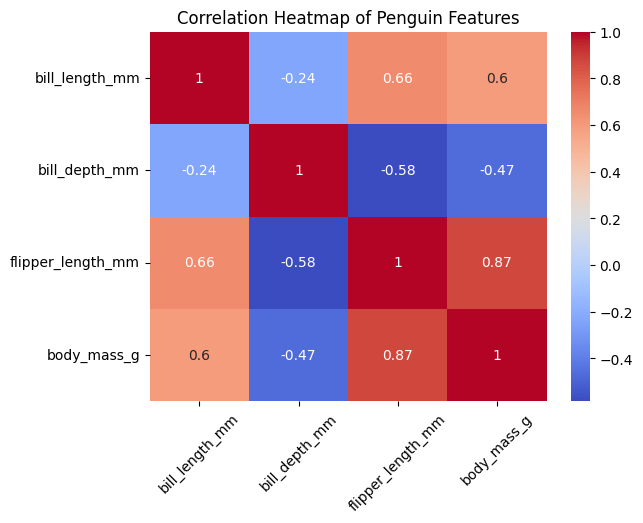 Correlation Heatmap of Penguin Features
bill_length_mm 1 -0.24 0.66 0.6
bill_depth_mm -0.24 1 -0.58 -0.47
flipper_length_mm 0.66 -0.58 1 0.87
body_mass_g 0.6 -0.47 0.87 1
bill_length_mm bill_depth_mm flipper_length_mm body_mass_g
1.0
0.8
0.6
0.4
0.2
0.0
−0.2
−0.4